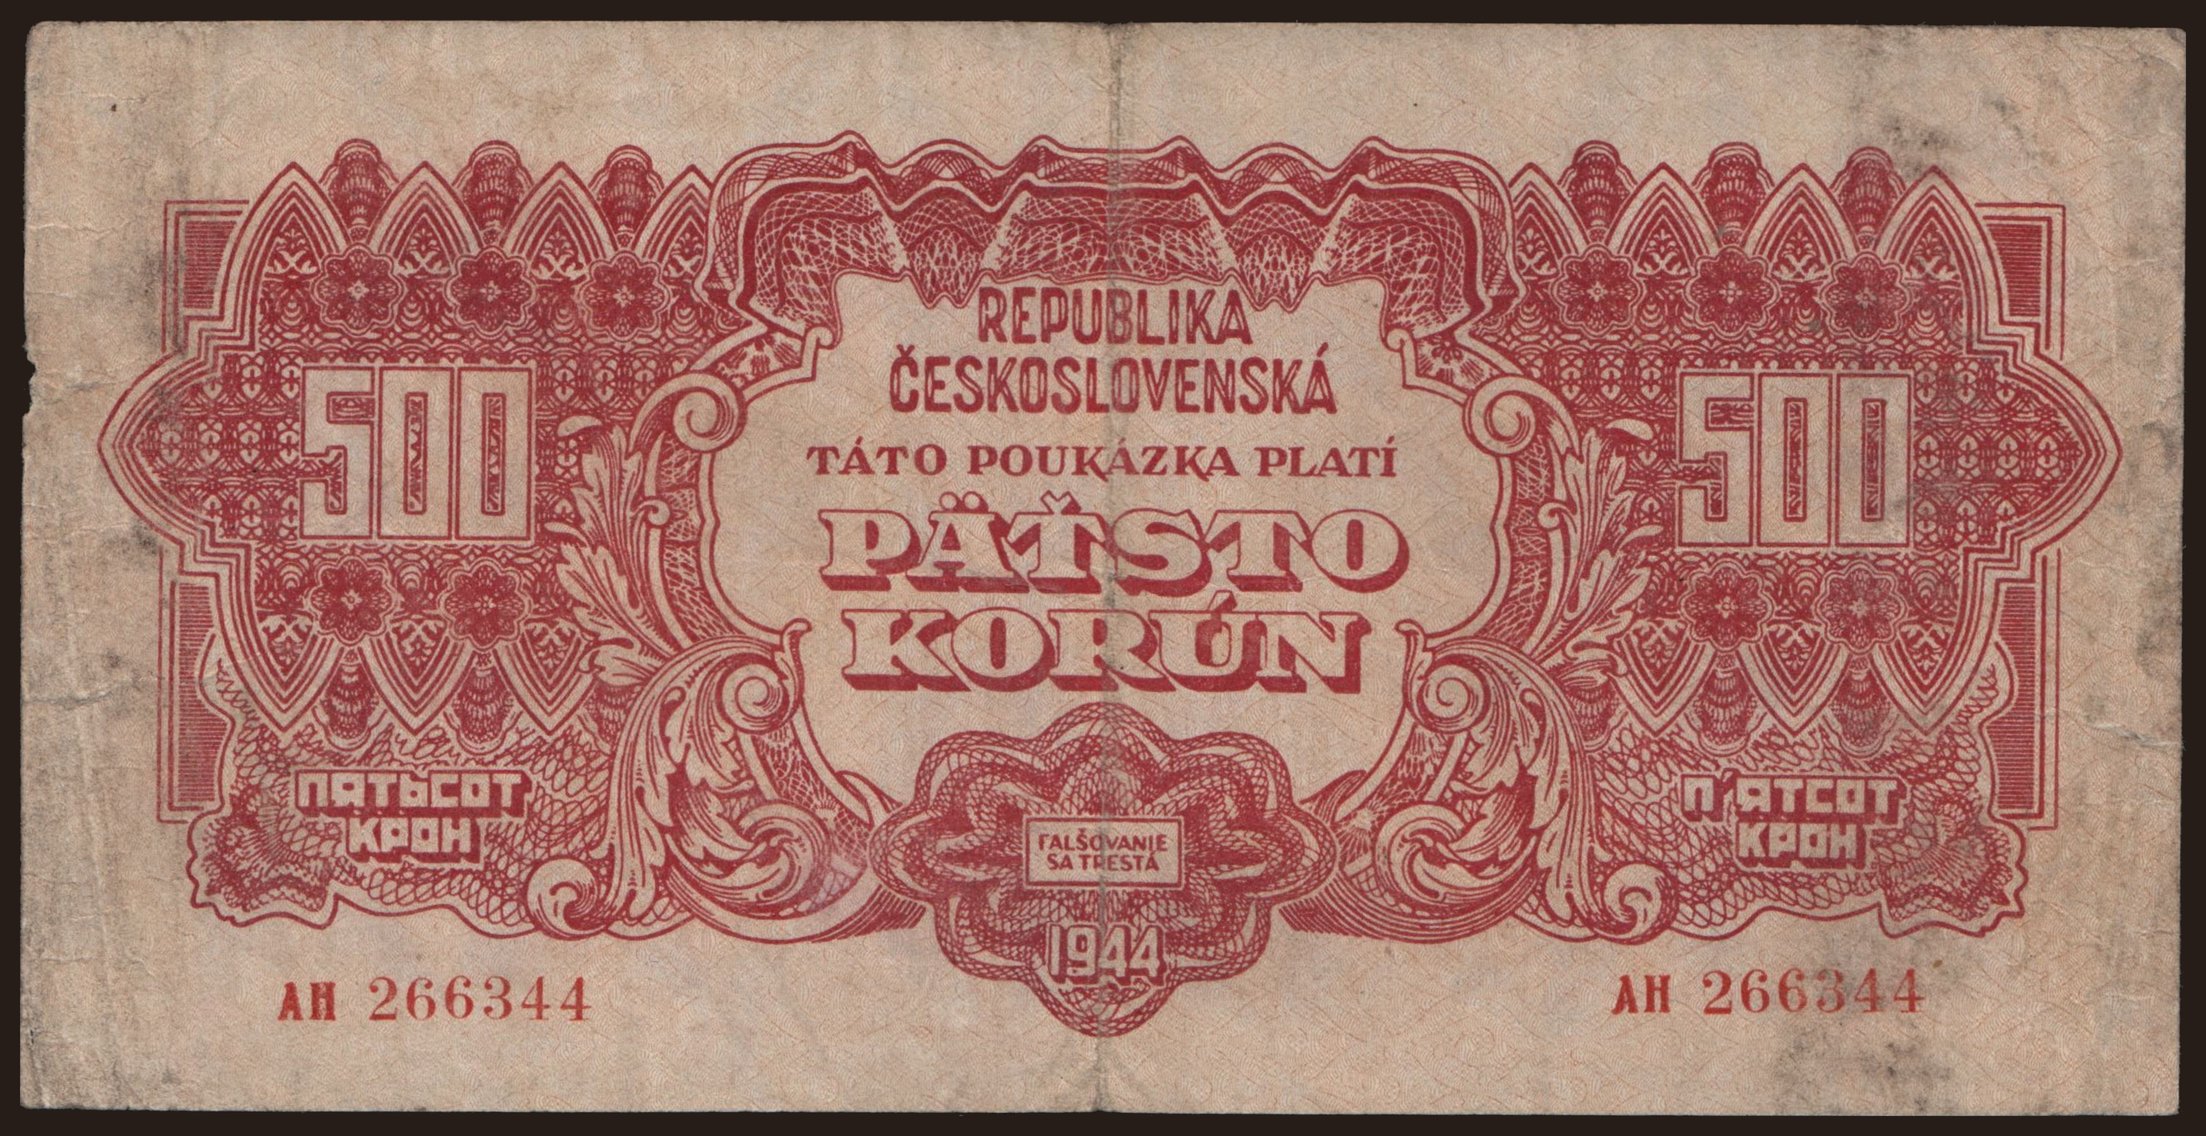 REPUBLIKA
ČESKOSLOVENSKÁ
TÁTO POUKÁZKA PLATÍ
500
500
PÄŤSTO
KORÚN
ПЯТЬСОТ
КРОН
П'ЯТСОТ
КРОН
FALŠOVANIE
SA TRESTÁ
1944
АН 266344
АН 266344